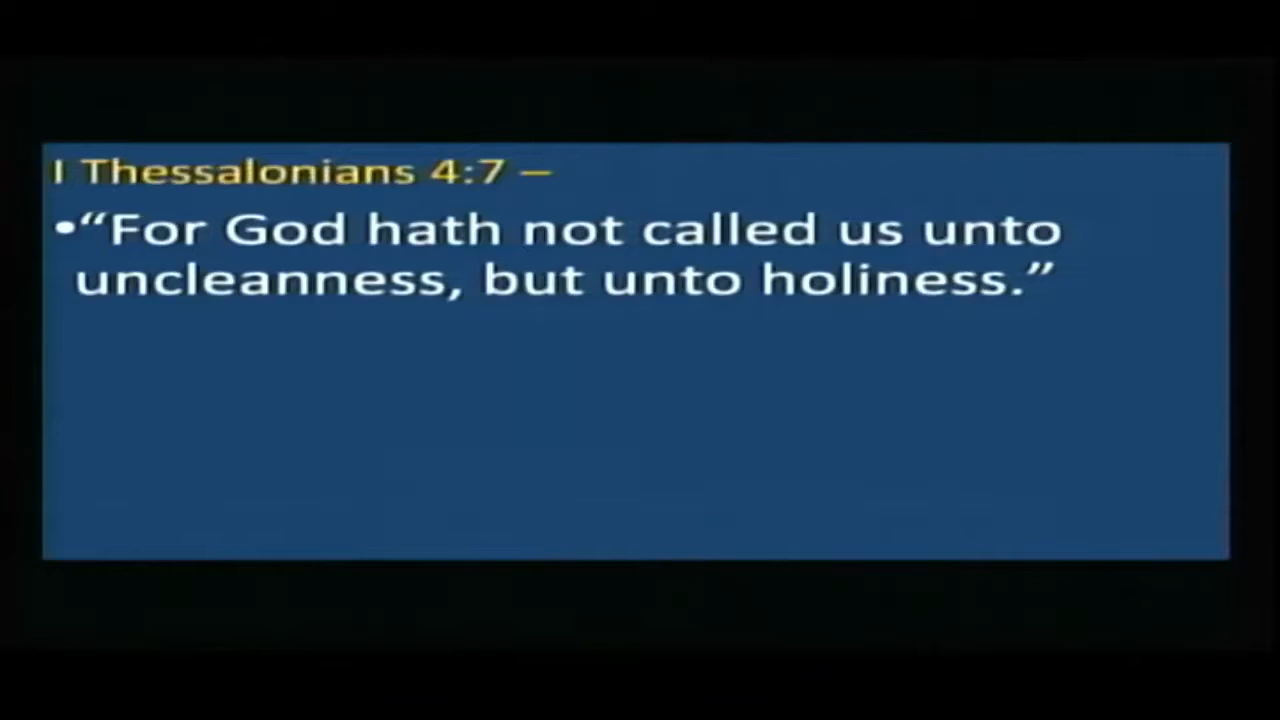 I Thessalonians 4:7 –
•“For God hath not called us unto
uncleanness, but unto holiness.”